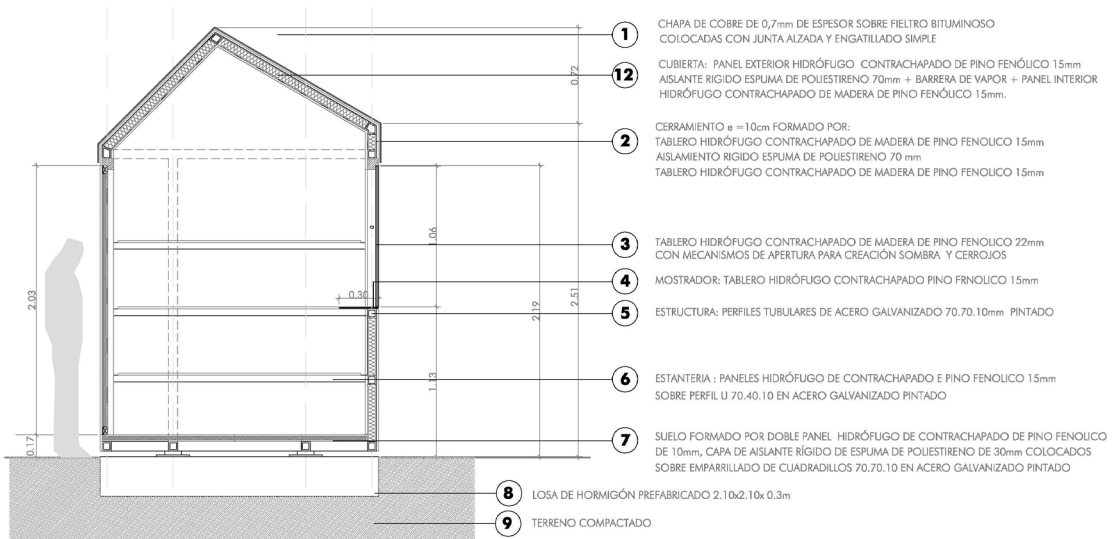 1 CHAPA DE COBRE DE 0,7mm DE ESPESOR SOBRE FIELTRO BITUMINOSO
COLOCADAS CON JUNTA ALZADA Y ENGATILLADO SIMPLE
12 CUBIERTA: PANEL EXTERIOR HIDRÓFUGO CONTRACHAPADO DE PINO FENÓLICO 15mm
AISLANTE RIGIDO ESPUMA DE POLIESTIRENO 70mm + BARRERA DE VAPOR + PANEL INTERIOR
HIDRÓFUGO CONTRACHAPADO DE MADERA DE PINO FENÓLICO 15mm.
0.72
CERRAMIENTO e =10cm FORMADO POR:
2 TABLERO HIDRÓFUGO CONTRACHAPADO DE MADERA DE PINO FENOLICO 15mm
AISLAMIENTO RIGIDO ESPUMA DE POLIESTIRENO 70 mm
TABLERO HIDRÓFUGO CONTRACHAPADO DE MADERA DE PINO FENOLICO 15mm
1.06
3 TABLERO HIDRÓFUGO CONTRACHAPADO DE MADERA DE PINO FENOLICO 22mm
CON MECANISMOS DE APERTURA PARA CREACIÓN SOMBRA Y CERROJOS
4 MOSTRADOR: TABLERO HIDRÓFUGO CONTRACHAPADO PINO FRNOLICO 15mm
0.30
2.03
2.19
2.51
5 ESTRUCTURA: PERFILES TUBULARES DE ACERO GALVANIZADO 70.70.10mm PINTADO
1.13
6 ESTANTERIA : PANELES HIDRÓFUGO DE CONTRACHAPADO E PINO FENOLICO 15mm
SOBRE PERFIL U 70.40.10 EN ACERO GALVANIZADO PINTADO
0.17
7 SUELO FORMADO POR DOBLE PANEL HIDRÓFUGO DE CONTRACHAPADO DE PINO FENOLICO
DE 10mm, CAPA DE AISLANTE RÍGIDO DE ESPUMA DE POLIESTIRENO DE 30mm COLOCADOS
SOBRE EMPARRILLADO DE CUADRADILLOS 70.70.10 EN ACERO GALVANIZADO PINTADO
8 LOSA DE HORMIGÓN PREFABRICADO 2.10x2.10x 0.3m
9 TERRENO COMPACTADO